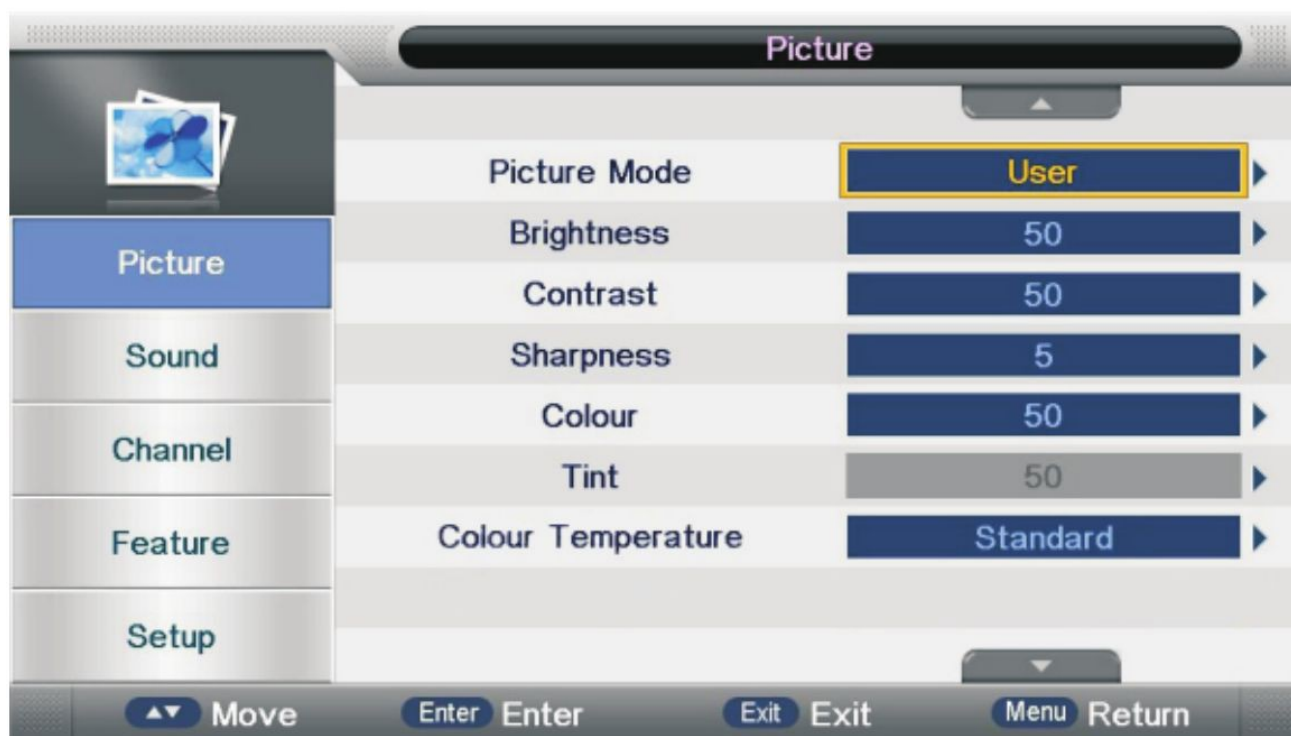 Picture
Picture
Sound
Channel
Feature
Setup
Picture Mode User
Brightness 50
Contrast 50
Sharpness 5
Colour 50
Tint 50
Colour Temperature Standard
▲▼ Move Enter Enter Exit Exit Menu Return